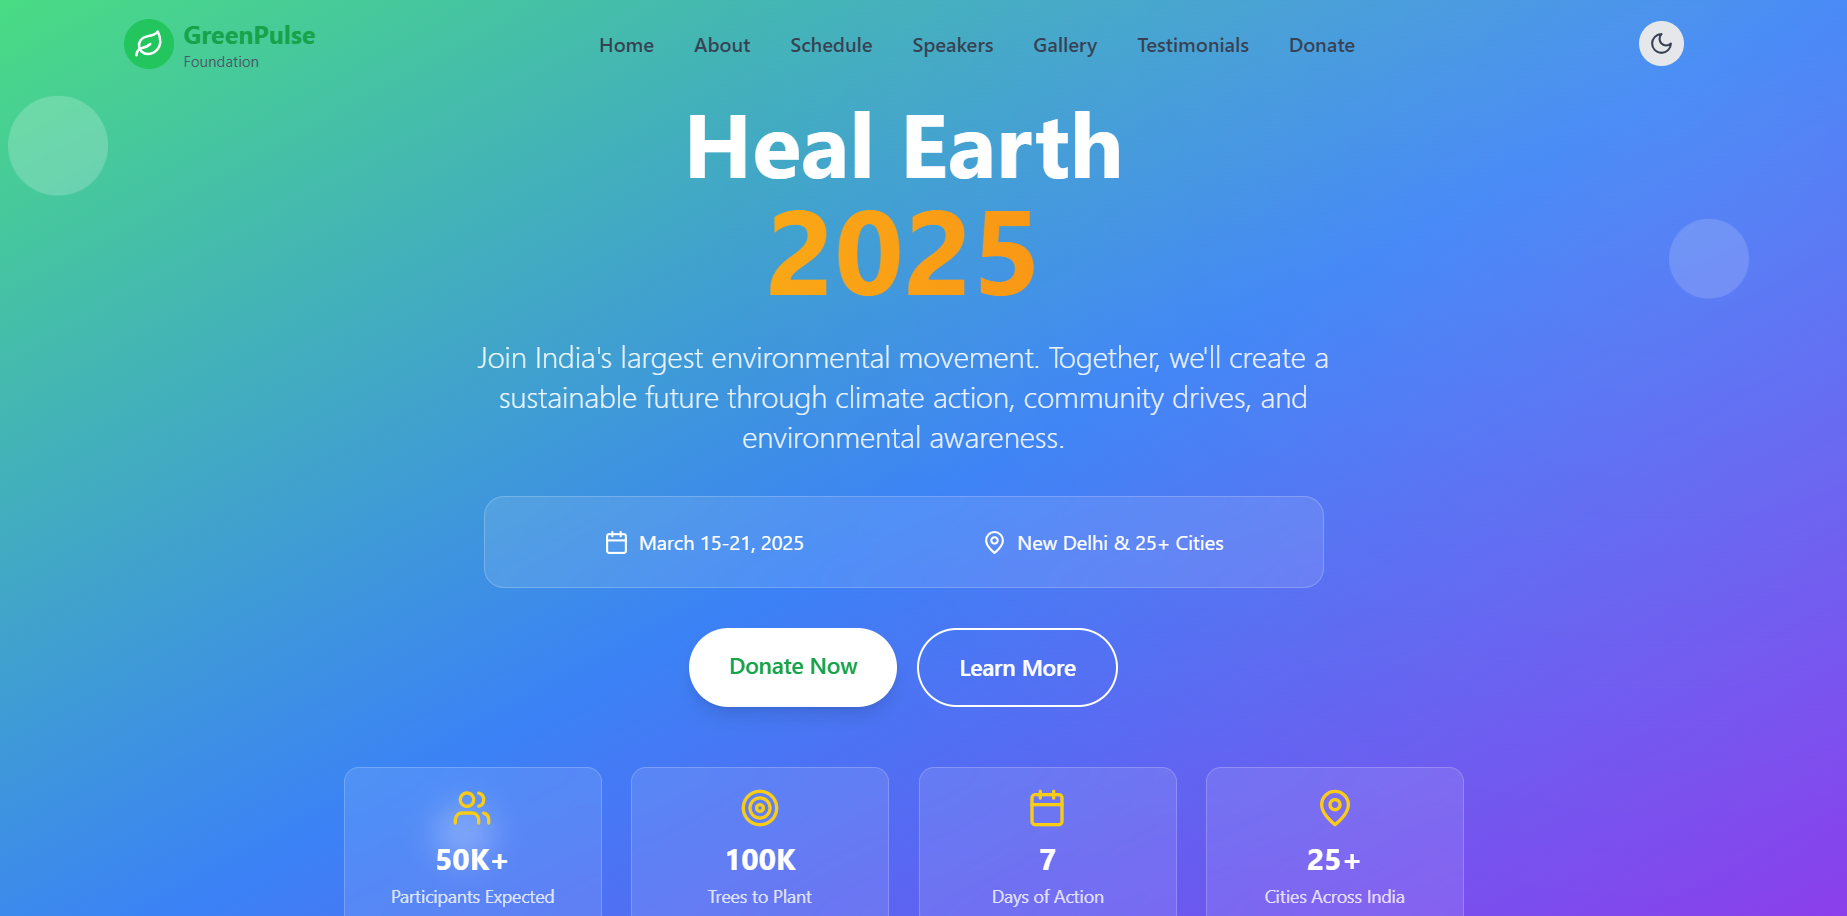 GreenPulse
Foundation
Home About Schedule Speakers Gallery Testimonials Donate
Heal Earth
2025
Join India's largest environmental movement. Together, we'll create a
sustainable future through climate action, community drives, and
environmental awareness.
March 15-21, 2025
New Delhi & 25+ Cities
Donate Now
Learn More
50K+
Participants Expected
100K
Trees to Plant
7
Days of Action
25+
Cities Across India